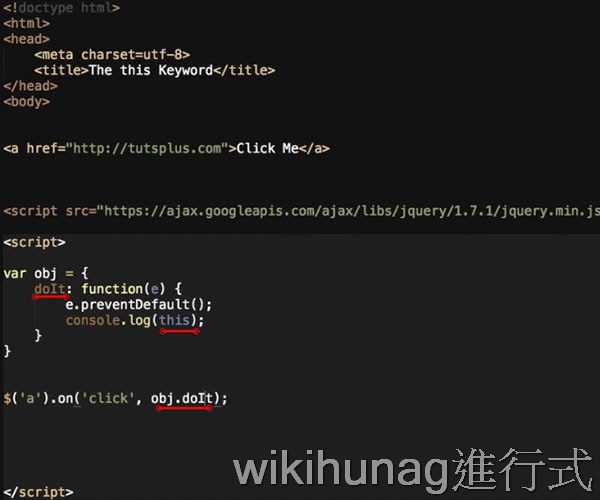 <!doctype html>
<html>
<head>
<meta charset=utf-8>
<title>The this Keyword</title>
</head>
<body>
<a href="http://tutsplus.com">Click Me</a>
<script src="https://ajax.googleapis.com/ajax/libs/jquery/1.7.1/jquery.min.js
<script>
var obj = {
doIt: function(e) {
e.preventDefault();
console.log(this);
}
}
$('a').on('click', obj.doIt);
wikihunag進行式
</script>